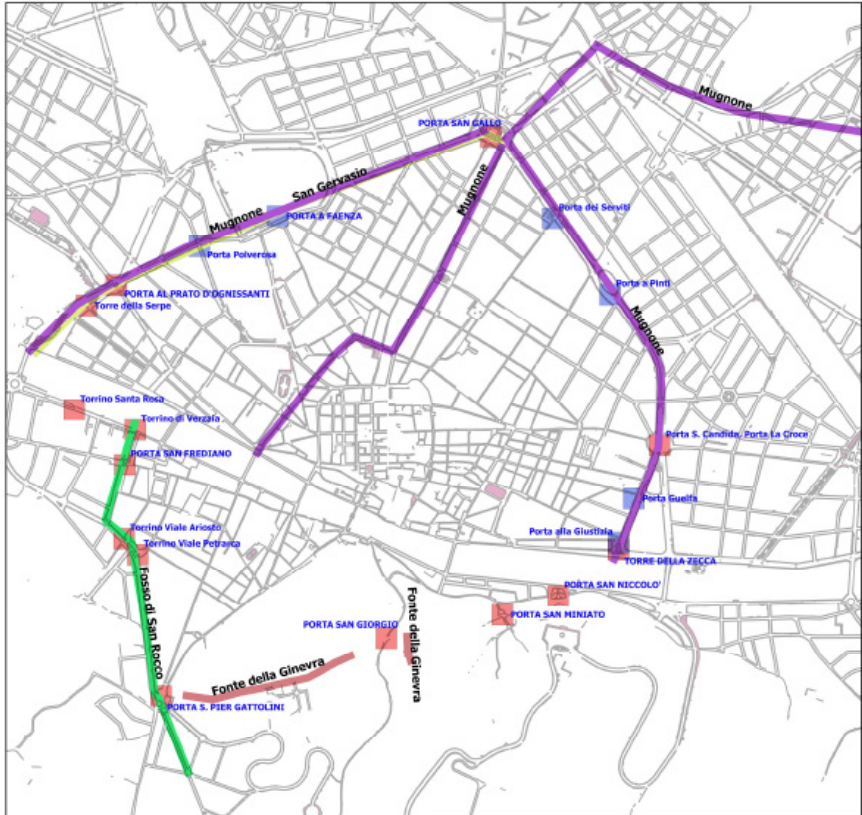 Mugnone
PORTA SAN GALLO
Mugnone
San Gervasio
Mugnone
PORTA A FAENZA
Porta dei Serviti
Porta Polverosa
PORTA AL PRATO D'OGNISSANTI
Porta a Pinti
Torre della Serpe
Mugnone
Torrino Santa Rosa
Torrino di Verzaia
Porta S. Candida, Porta La Croce
PORTA SAN FREDIANO
Porta Guelfa
Torrino Viale Ariosto
Porta alla Giustizia
Torrino Viale Petrarca
TORRE DELLA ZECCA
Fosso di San Rocco
PORTA SAN NICCOLO'
PORTA SAN MINIATO
PORTA SAN GIORGIO
Fonte della Ginevra
Fonte della Ginevra
PORTA S. PIER GATTOLINI